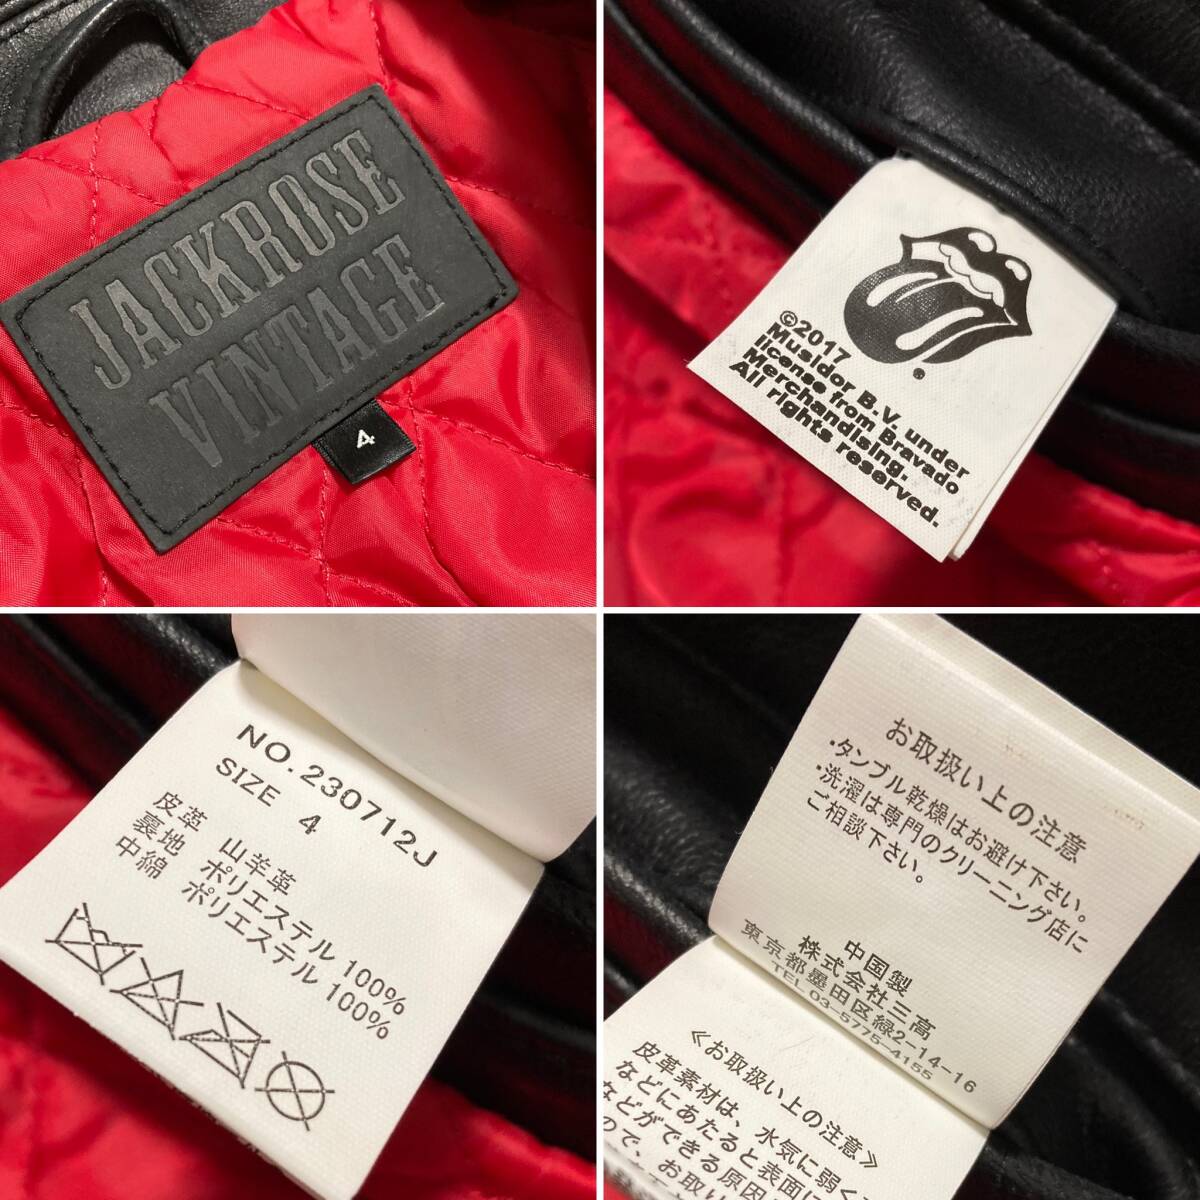 JACKROSE
VINTAGE
4
®
©2017
Musidor B.V. under
license from Bravado
Merchandising.
All rights reserved.
NO.230712J
SIZE 4
皮革 山羊革
裏地 ポリエステル 100%
中綿 ポリエステル 100%
お取扱い上の注意
・タンブル乾燥はお避け下さい。
・洗濯は専門のクリーニング店に
ご相談下さい。
中国製
株式会社三高
東京都墨田区緑2-14-16
TEL 03-5775-4155
≪お取扱い上の注意≫
皮革素材は、水気に弱く
などにあたると表面に
などができる原因
ので、お取り